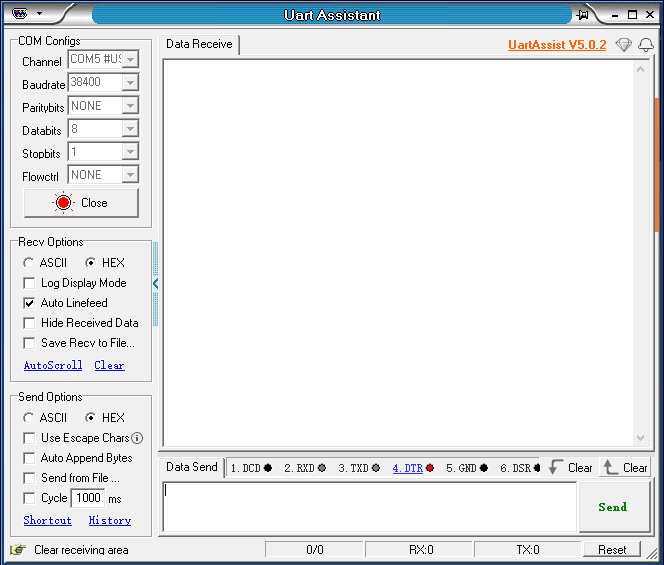 Uart Assistant
COM Configs
Channel COM5 #US
Baudrate 38400
Paritybits NONE
Databits 8
Stopbits 1
Flowctrl NONE
Close
Recv Options
ASCII HEX
Log Display Mode
Auto Linefeed
Hide Received Data
Save Recv to File...
AutoScroll Clear
Send Options
ASCII HEX
Use Escape Chars
Auto Append Bytes
Send from File ...
Cycle 1000 ms
Shortcut History
Data Receive UartAssist V5.0.2
Data Send 1.DCD 2.RXD 3.TXD 4.DTR 5.GND 6.DSR Clear Clear
Send
Clear receiving area 0/0 RX:0 TX:0 Reset